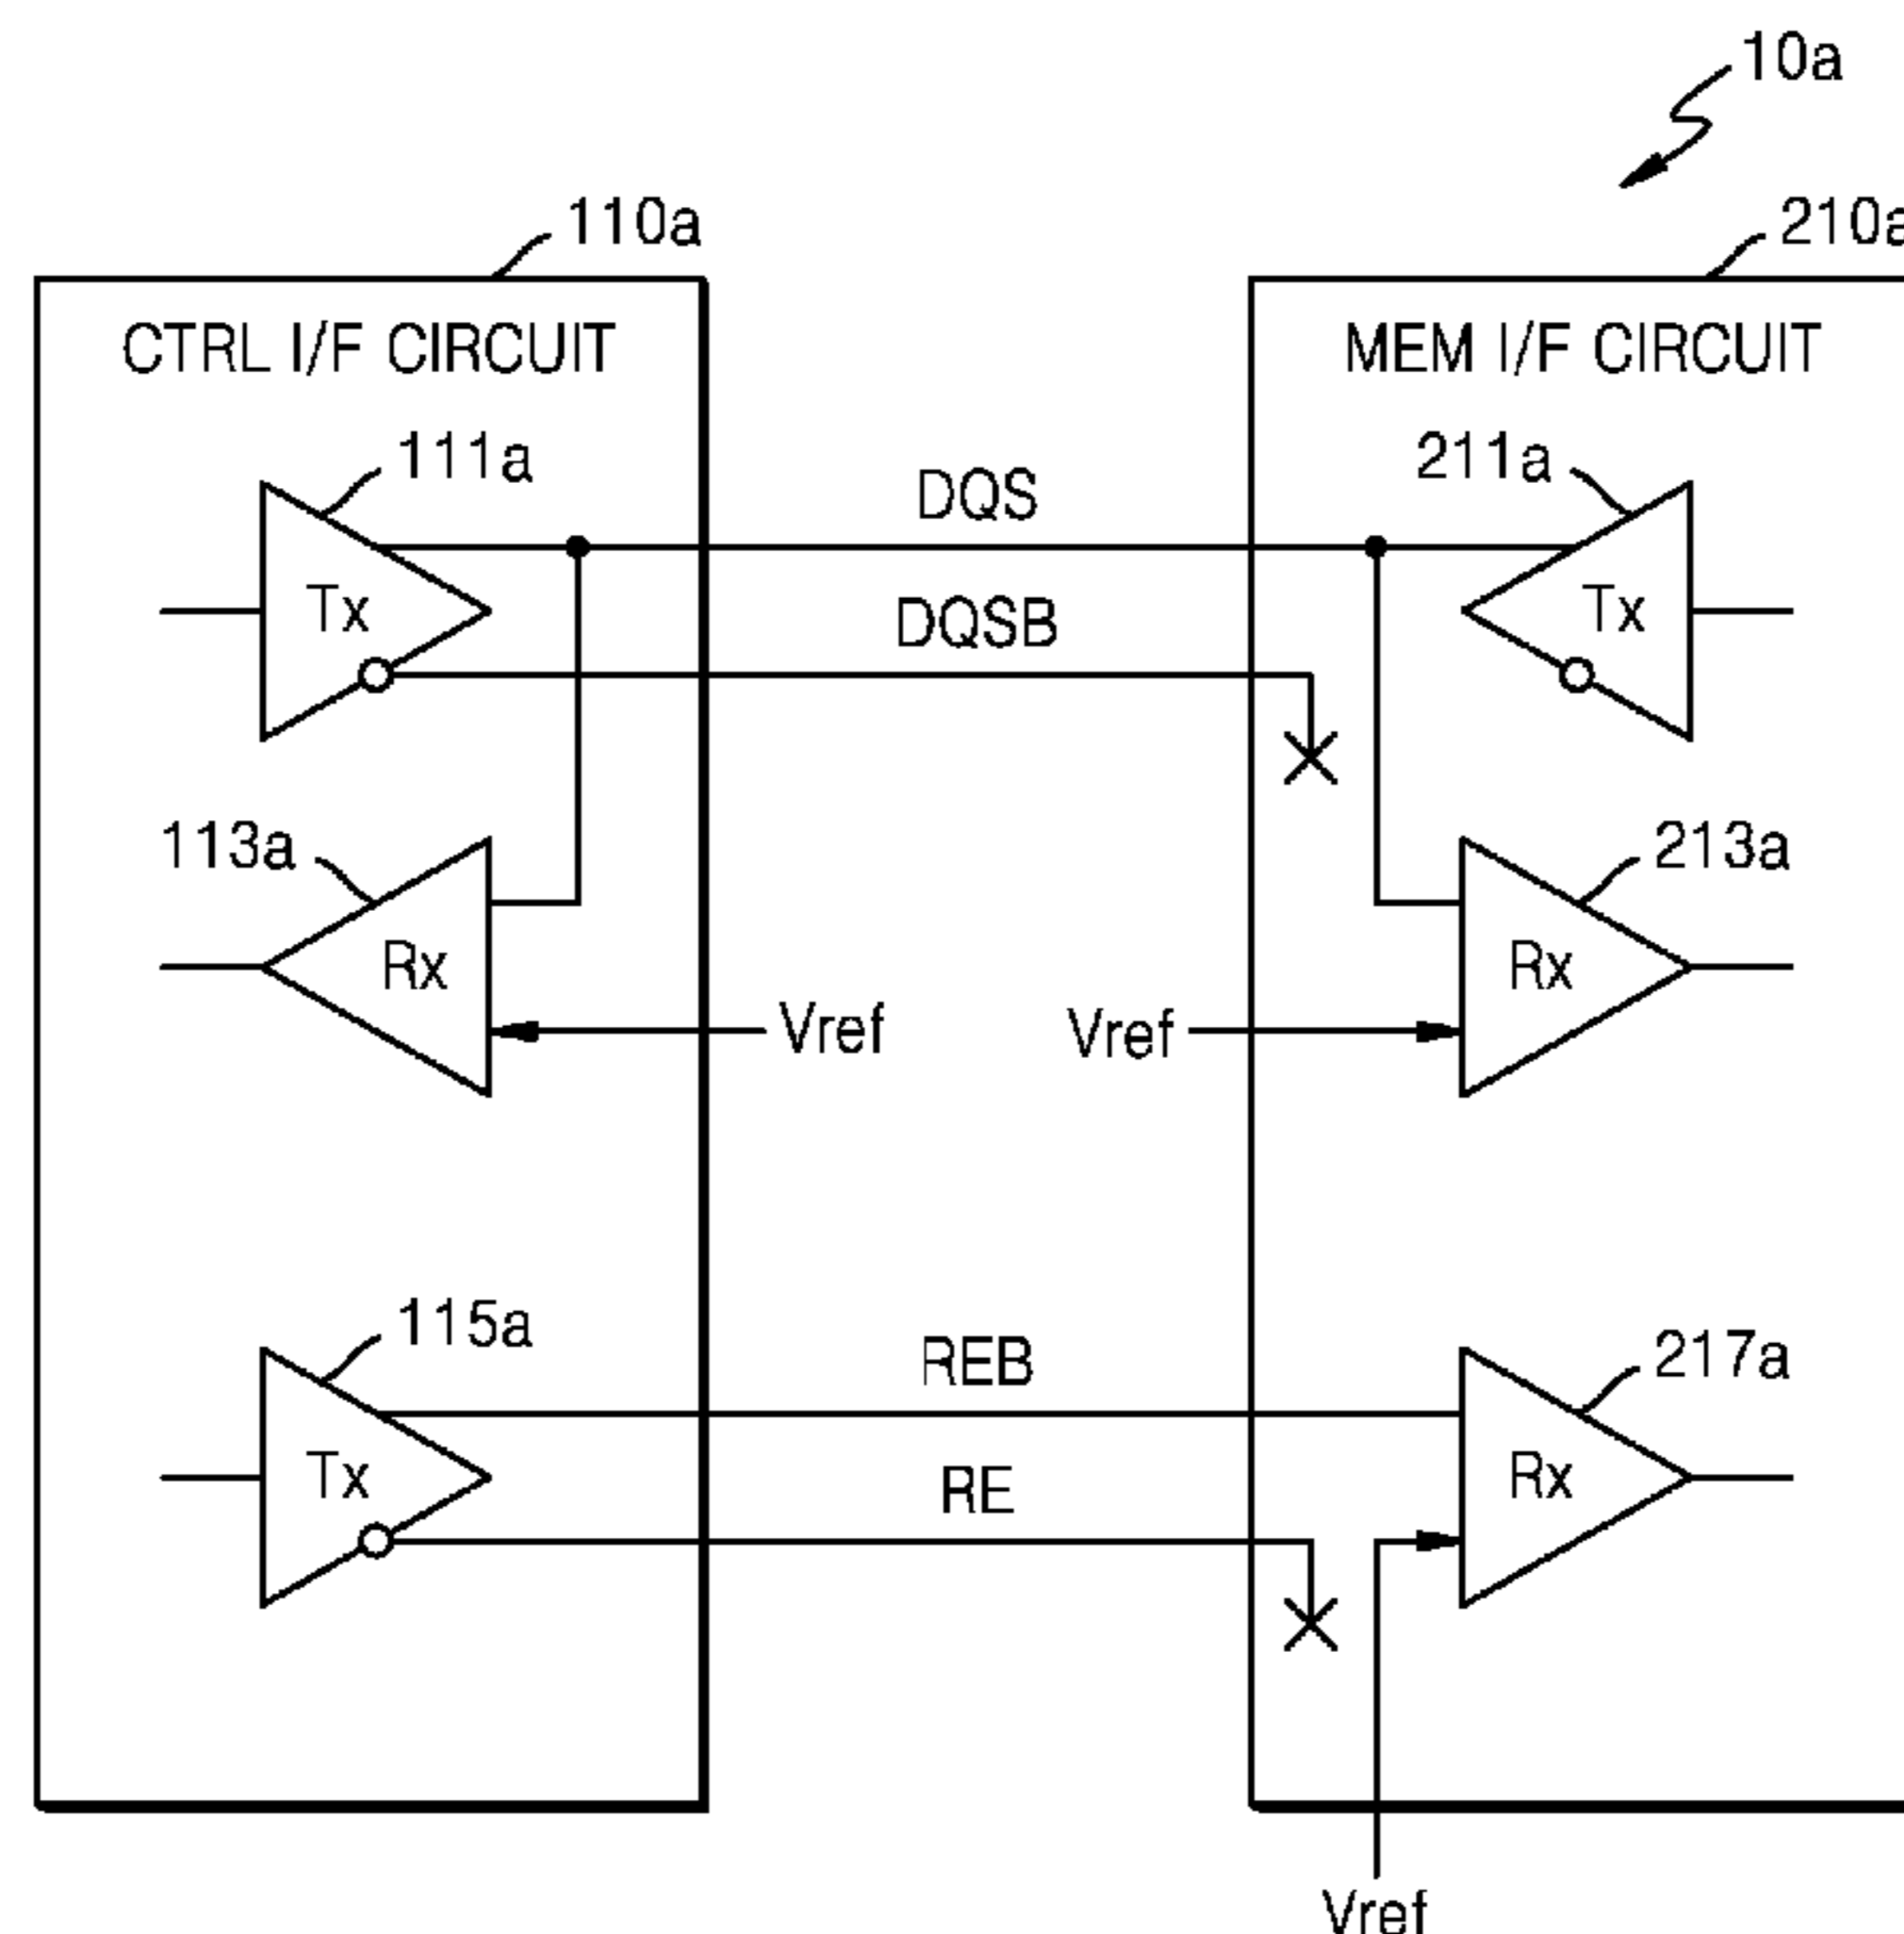 10a
110a
210a
CTRL I/F CIRCUIT
MEM I/F CIRCUIT
111a
DQS
211a
Tx
DQSB
Tx
113a
213a
Rx
Vref
Vref
Rx
115a
REB
217a
Tx
RE
Rx
Vref